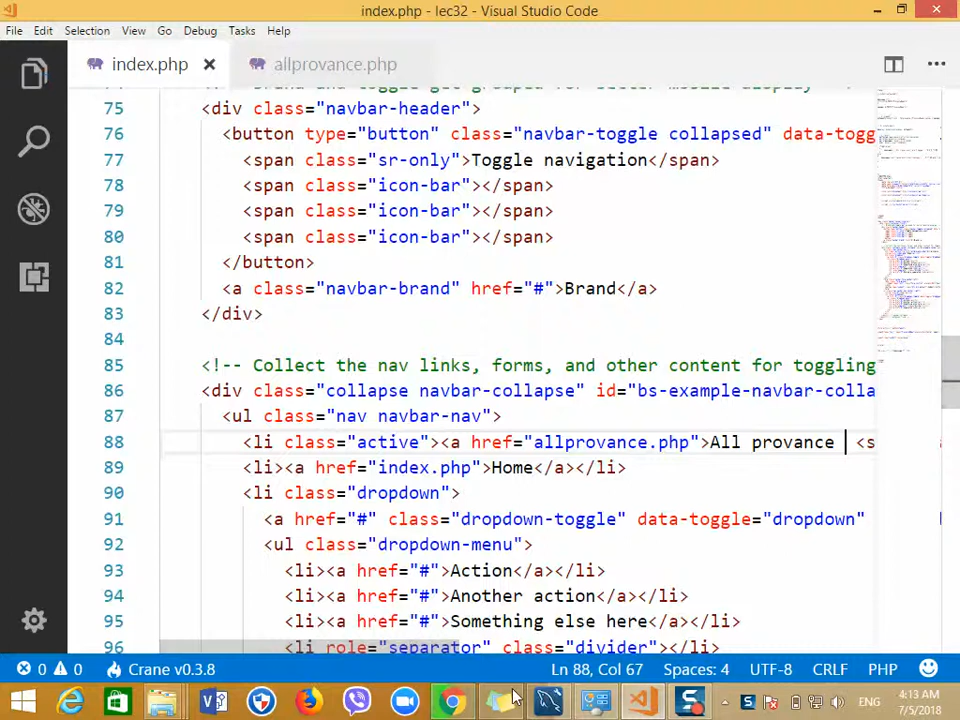 index.php - lec32 - Visual Studio Code
File Edit Selection View Go Debug Tasks Help
index.php allprovance.php
75 <div class="navbar-header">
76 <button type="button" class="navbar-toggle collapsed" data-togg
77 <span class="sr-only">Toggle navigation</span>
78 <span class="icon-bar"></span>
79 <span class="icon-bar"></span>
80 <span class="icon-bar"></span>
81 </button>
82 <a class="navbar-brand" href="#">Brand</a>
83 </div>
84
85 <!-- Collect the nav links, forms, and other content for toggling
86 <div class="collapse navbar-collapse" id="bs-example-navbar-colla
87 <ul class="nav navbar-nav">
88 <li class="active"><a href="allprovance.php">All provance <s
89 <li><a href="index.php">Home</a></li>
90 <li class="dropdown">
91 <a href="#" class="dropdown-toggle" data-toggle="dropdown"
92 <ul class="dropdown-menu">
93 <li><a href="#">Action</a></li>
94 <li><a href="#">Another action</a></li>
95 <li><a href="#">Something else here</a></li>
96 <li role="separator" class="divider"></li>
0 0 Crane v0.3.8 Ln 88, Col 67 Spaces: 4 UTF-8 CRLF PHP
ENG 4:13 AM
7/5/2018